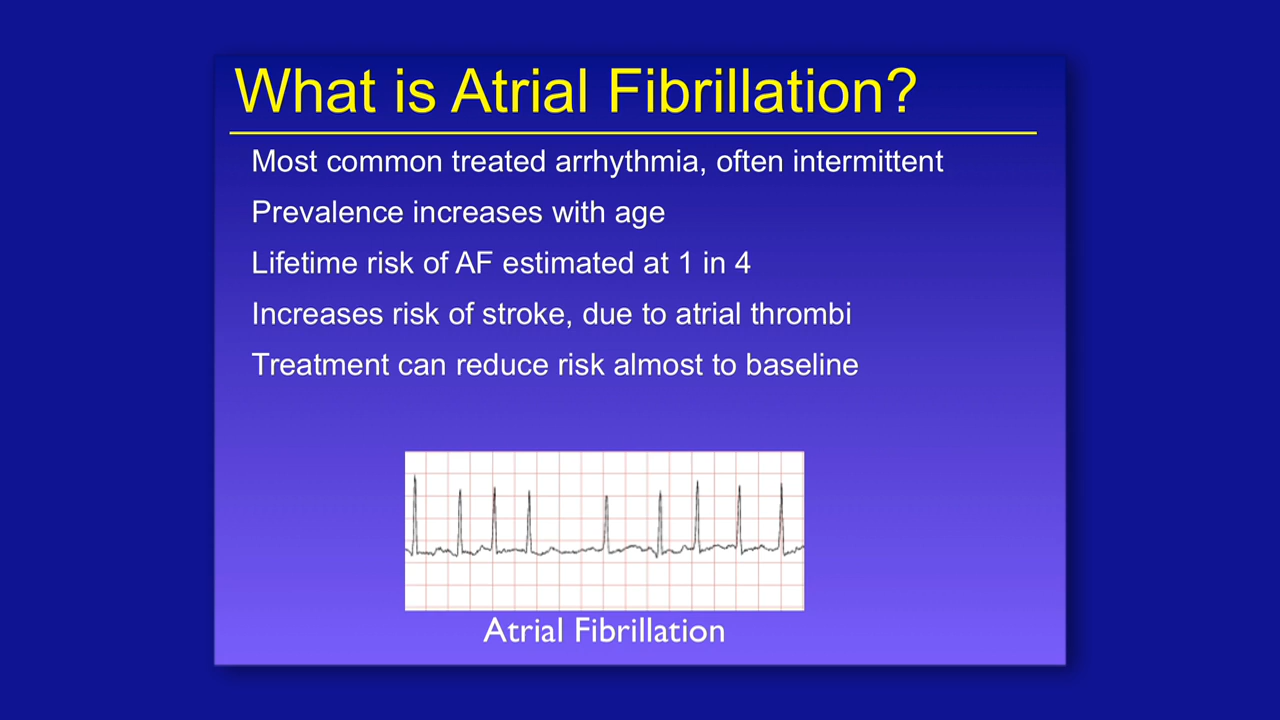 What is Atrial Fibrillation?
Most common treated arrhythmia, often intermittent
Prevalence increases with age
Lifetime risk of AF estimated at 1 in 4
Increases risk of stroke, due to atrial thrombi
Treatment can reduce risk almost to baseline
Atrial Fibrillation